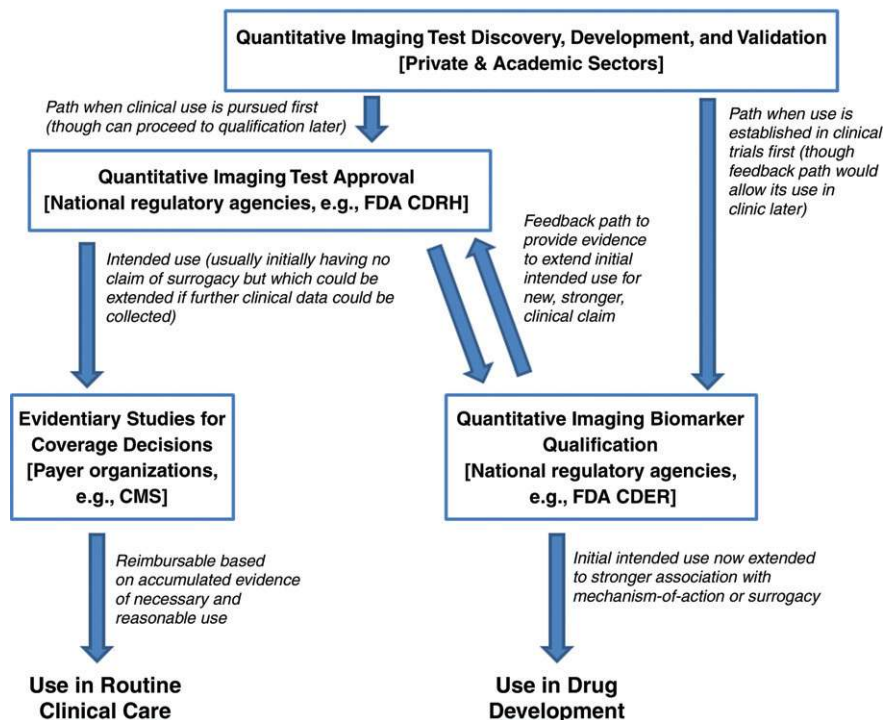 Quantitative Imaging Test Discovery, Development, and Validation
[Private & Academic Sectors]
Path when clinical use is pursued first
(though can proceed to qualification later)
Path when use is
established in clinical
trials first (though
feedback path would
allow its use in
clinic later)
Quantitative Imaging Test Approval
[National regulatory agencies, e.g., FDA CDRH]
Intended use (usually initially having no
claim of surrogacy but which could be
extended if further clinical data could be
collected)
Feedback path to
provide evidence
to extend initial
intended use for
new, stronger,
clinical claim
Evidentiary Studies for
Coverage Decisions
[Payer organizations,
e.g., CMS]
Quantitative Imaging Biomarker
Qualification
[National regulatory agencies,
e.g., FDA CDER]
Reimbursable based
on accumulated evidence
of necessary and
reasonable use
Initial intended use now extended
to stronger association with
mechanism-of-action or surrogacy
Use in Routine
Clinical Care
Use in Drug
Development